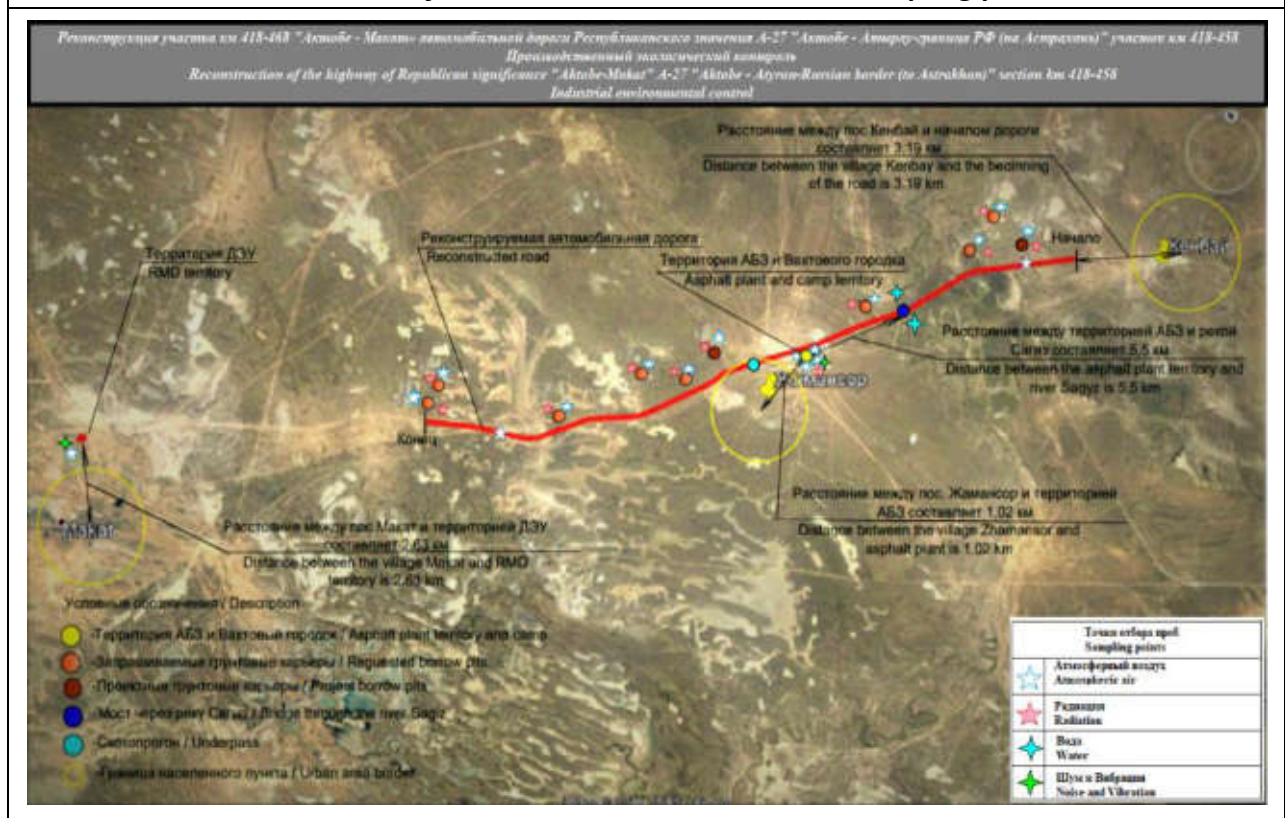 Реконструкция участка км 418-468 "Актобе - Макат» автомобильной дороги Республиканского значения А-27 "Актобе - Атырау-граница РФ (на Астрахань)" участок км 418-458
Производственный экологический контроль
Reconstruction of the highway of Republican significance "Aktobe-Makat" A-27 "Aktobe - Atyrau-Russian border (to Astrakhan)" section km 418-458
Industrial environmental control
Расстояние между пос Кенбай и началом дороги
составляет 3.19 км
Distance between the village Kenbay and the beginning
of the road is 3.19 km
Территория ДЭУ
RMD territory
Реконструируемая автомобильная дорога
Reconstructed road
Территория АБЗ и Вахтового городка
Asphalt plant and camp territory
Начало
Кенбай
Расстояние между территорией АБЗ и рекой
Сагиз составляет 5,5 км
Distance between the asphalt plant territory and
river Sagyz is 5.5 km
Конец
Макат
Расстояние между пос. Жамансор и территорией
АБЗ составляет 1.02 км
Distance between the village Zhamansor and
asphalt plant is 1.02 km
Расстояние между пос Макат и территорией ДЭУ
составляет 2.63 км
Distance between the village Makat and RMD
territory is 2.63 km
Условные обозначения / Description
-Территория АБЗ и Вахтовый городок / Asphalt plant territory and camp
-Запрашиваемые грунтовые карьеры / Requested borrow pits
-Проектные грунтовые карьеры / Project borrow pits
-Мост через реку Сагиз / Bridge through the river Sagiz
-Скотопрогон / Underpass
-Граница населенного пункта / Urban area border
Точки отбора проб
Sampling points
Атмосферный воздух
Atmospheric air
Радиация
Radiation
Вода
Water
Шум и Вибрация
Noise and Vibration